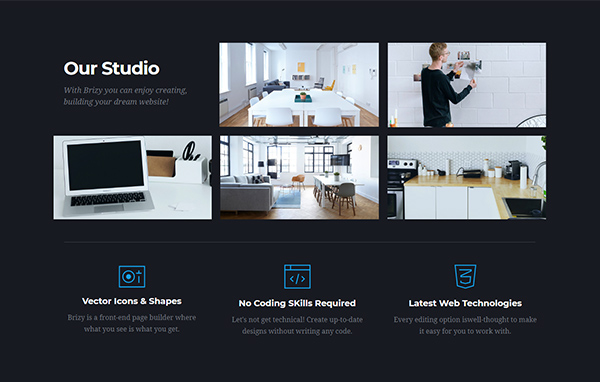 Our Studio
With Brizy you can enjoy creating,
building your dream website!
Vector Icons & Shapes
Brizy is a front-end page builder where
what you see is what you get.
No Coding SKills Required
Let's not get technical! Create up-to-date
designs without writing any code.
Latest Web Technologies
Every editing option iswell-thought to make
it easy for you to work with.